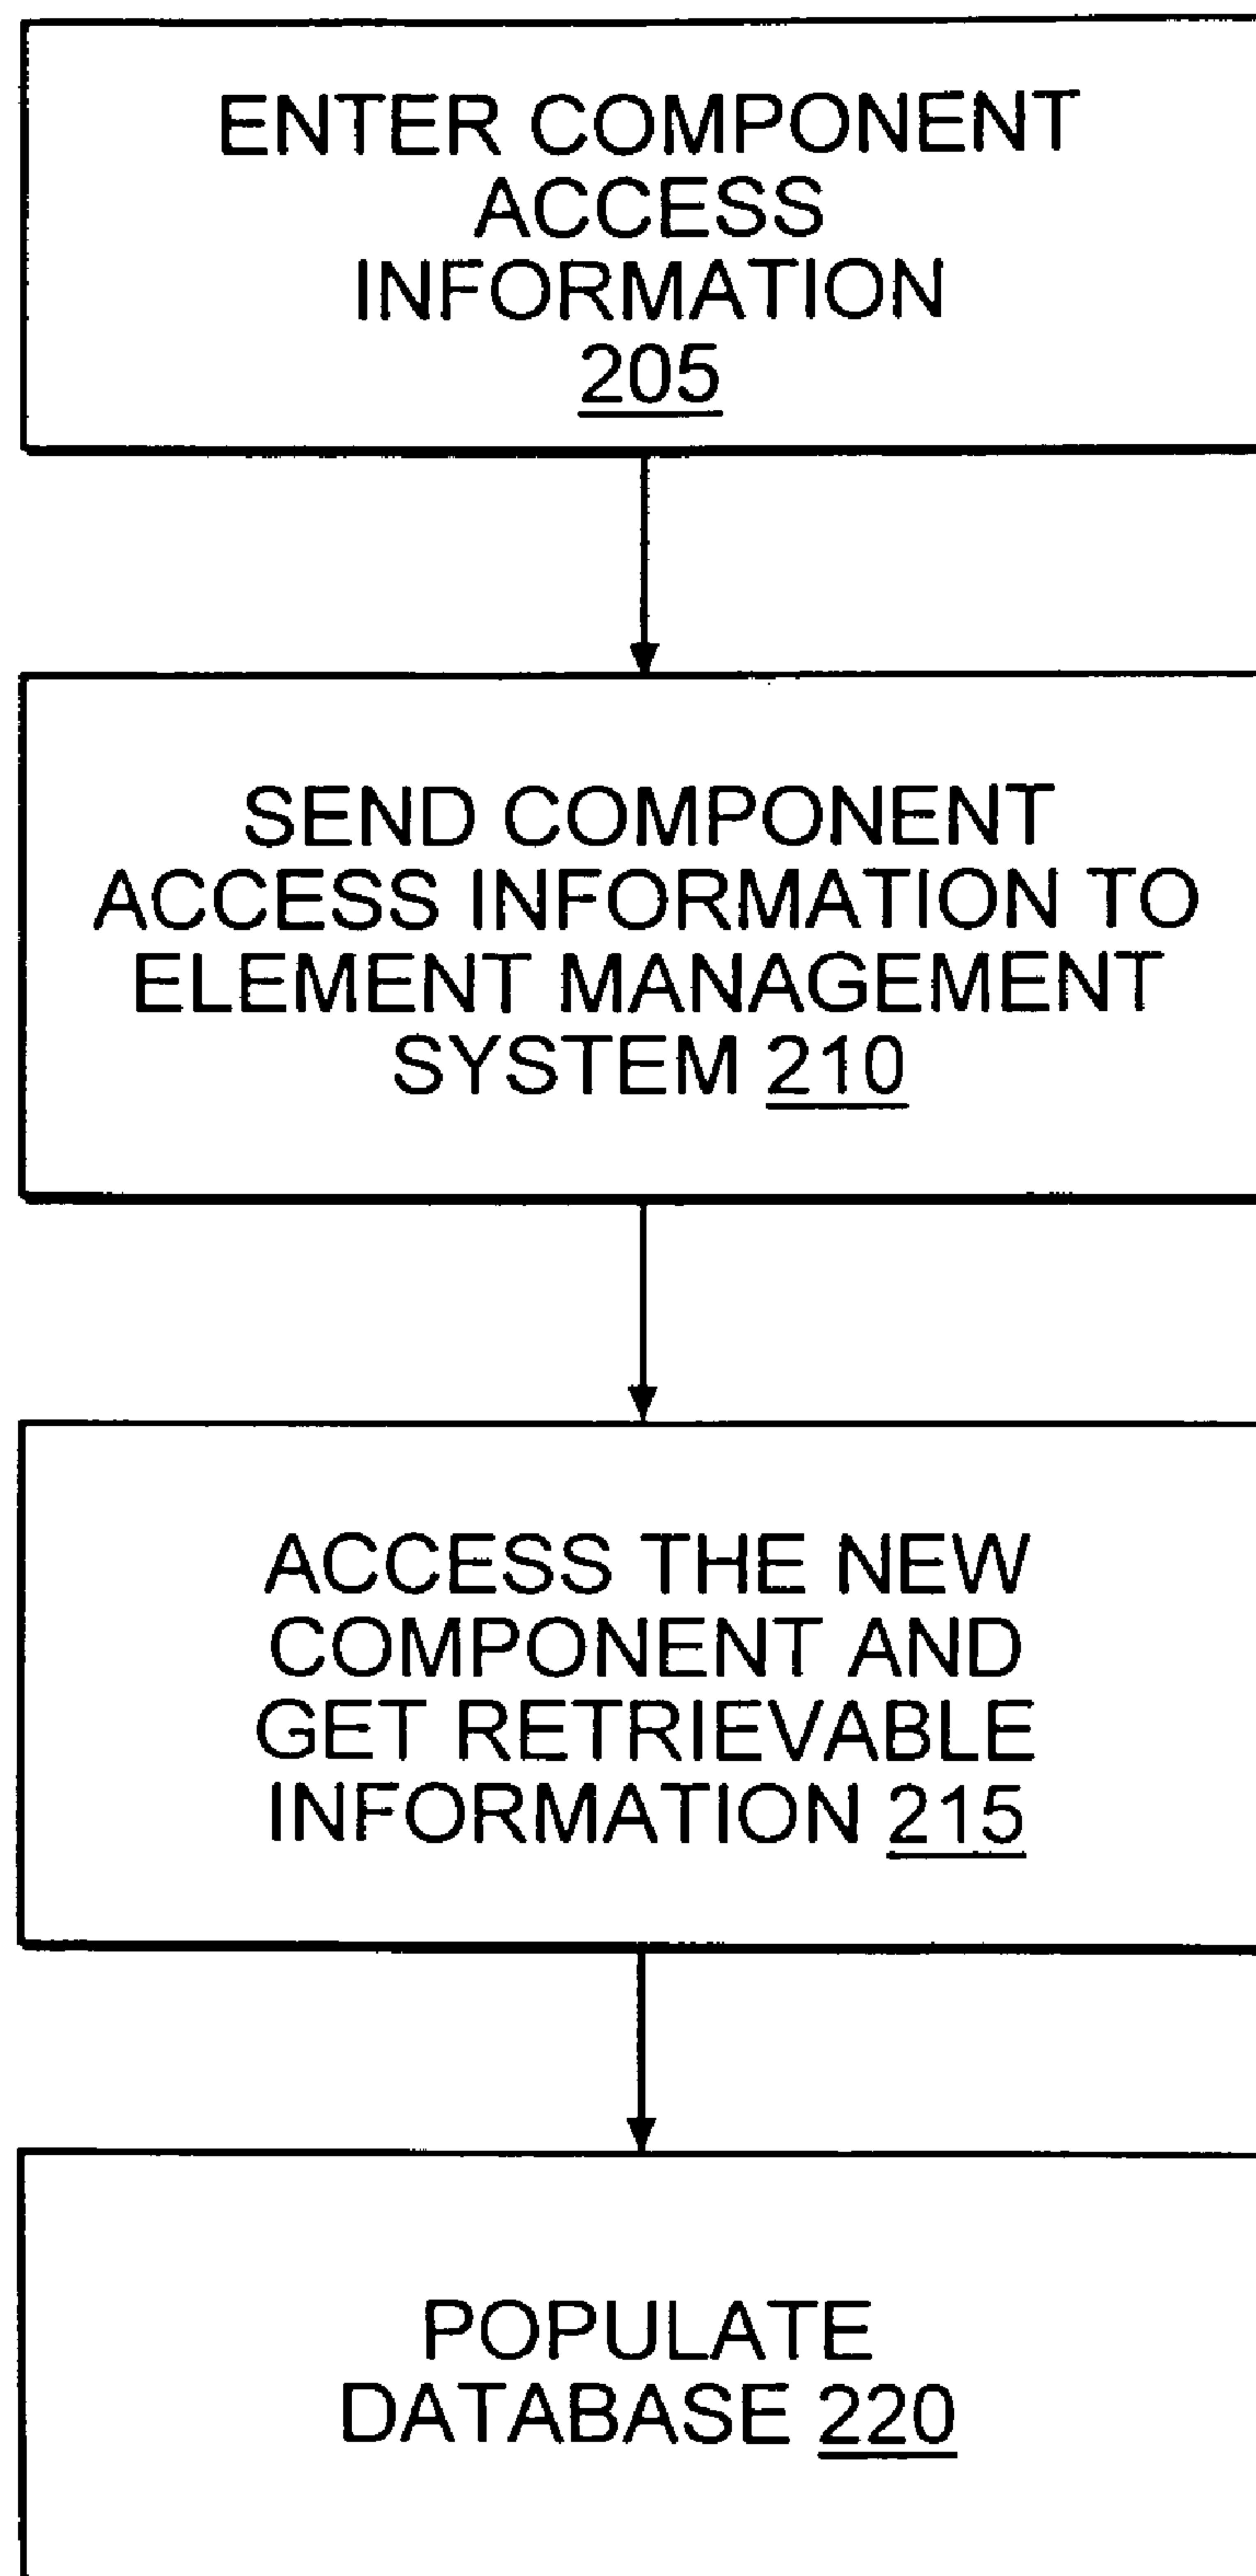 ENTER COMPONENT
ACCESS
INFORMATION
205
SEND COMPONENT
ACCESS INFORMATION TO
ELEMENT MANAGEMENT
SYSTEM 210
ACCESS THE NEW
COMPONENT AND
GET RETRIEVABLE
INFORMATION 215
POPULATE
DATABASE 220